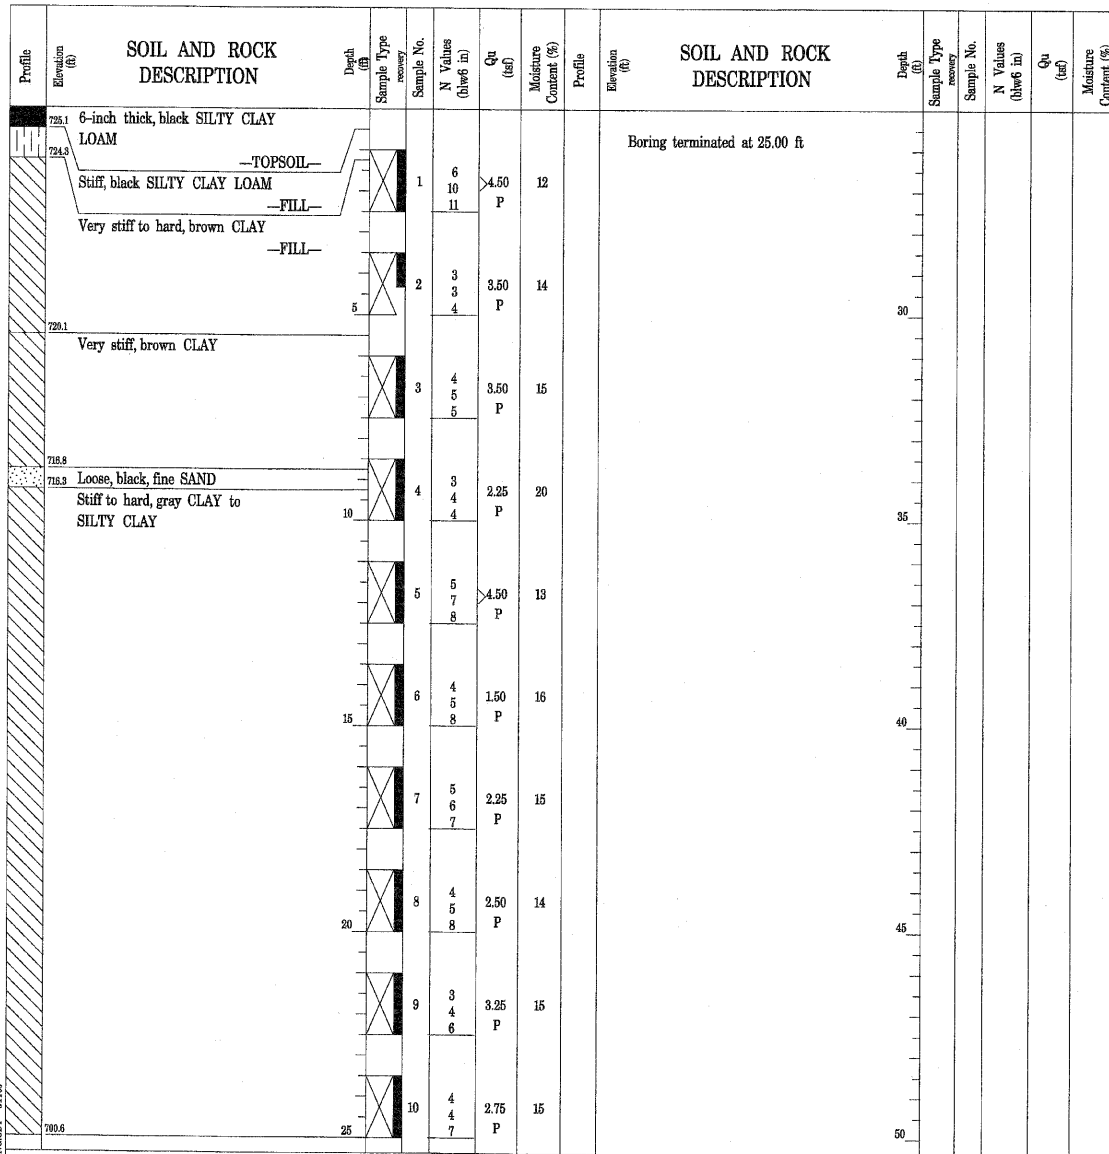 Profile
Elevation (ft)
SOIL AND ROCK
DESCRIPTION
Depth (ft)
Sample Type
recovery
Sample No.
N Values
(blw6 in)
Qu
(tsf)
Moisture
Content (%)
Profile
Elevation
(ft)
SOIL AND ROCK
DESCRIPTION
Depth
(ft)
Sample Type
recovery
Sample No.
N Values
(blw6 in)
Qu
(tsf)
Moisture
Content (%)
725.1 6-inch thick, black SILTY CLAY
LOAM
—TOPSOIL—
724.3
Stiff, black SILTY CLAY LOAM
—FILL—
Very stiff to hard, brown CLAY
—FILL—
1
6
10
11
>4.50
P
12
2
3
3
4
3.50
P
14
5
720.1
Very stiff, brown CLAY
3
4
5
5
3.50
P
15
716.8
716.3 Loose, black, fine SAND
Stiff to hard, gray CLAY to
SILTY CLAY
4
3
4
4
2.25
P
20
10
5
5
7
8
>4.50
P
13
6
4
5
8
1.50
P
16
15
7
5
6
7
2.25
P
15
8
4
5
8
2.50
P
14
20
9
3
4
6
3.25
P
15
10
4
4
7
2.75
P
15
700.6
25
Boring terminated at 25.00 ft
30
35
40
45
50